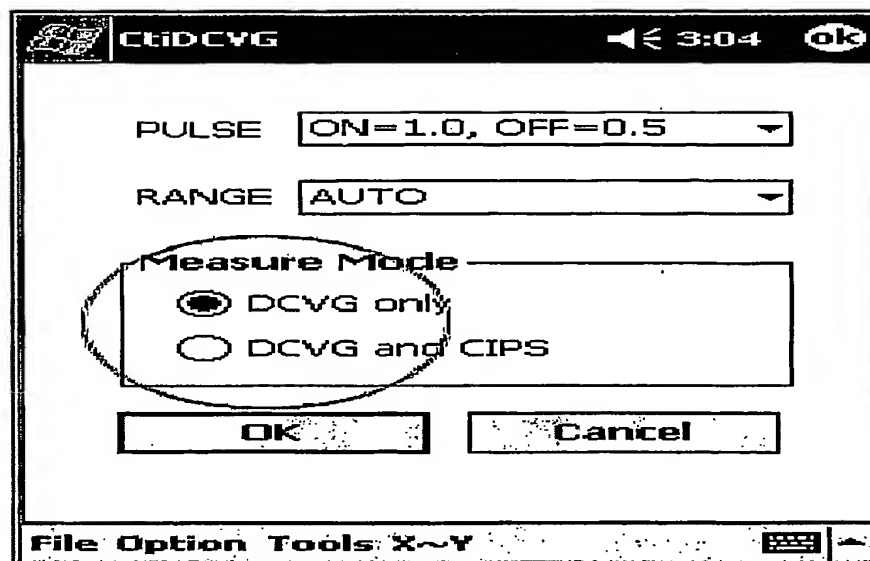 CtiDCVG 3:04 ok
PULSE ON=1.0, OFF=0.5
RANGE AUTO
Measure Mode
DCVG only
DCVG and CIPS
OK Cancel
File Option Tools X~Y